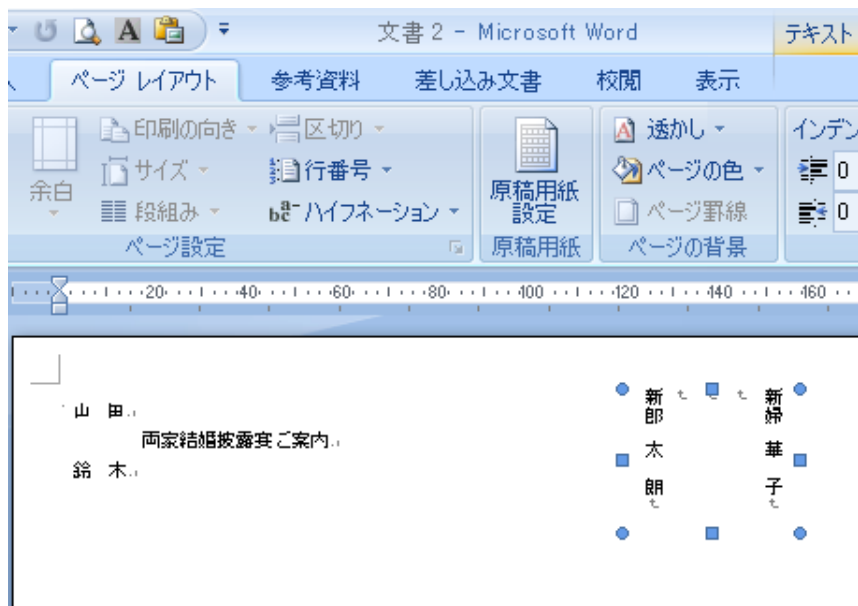 文書 2 - Microsoft Word
テキスト
ページ レイアウト
参考資料
差し込み文書
校閲
表示
余白
印刷の向き
サイズ
段組み
区切り
行番号
ハイフネーション
ページ設定
原稿用紙
設定
原稿用紙
透かし
ページの色
ページ罫線
ページの背景
インデン
0
0
20 40 60 80 100 120 140 160
山 田
両家結婚披露宴ご案内
鈴 木
新婦 華 子
新郎 太 朗